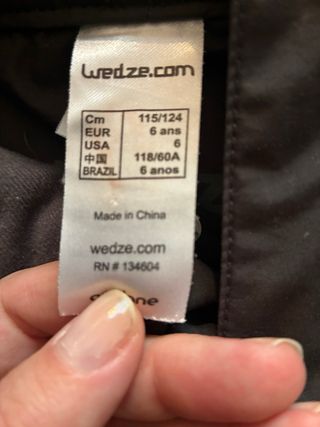 wedze.com
Cm 115/124
EUR 6 ans
USA 6
中国 118/60A
BRAZIL 6 anos
Made in China
wedze.com
RN # 134604